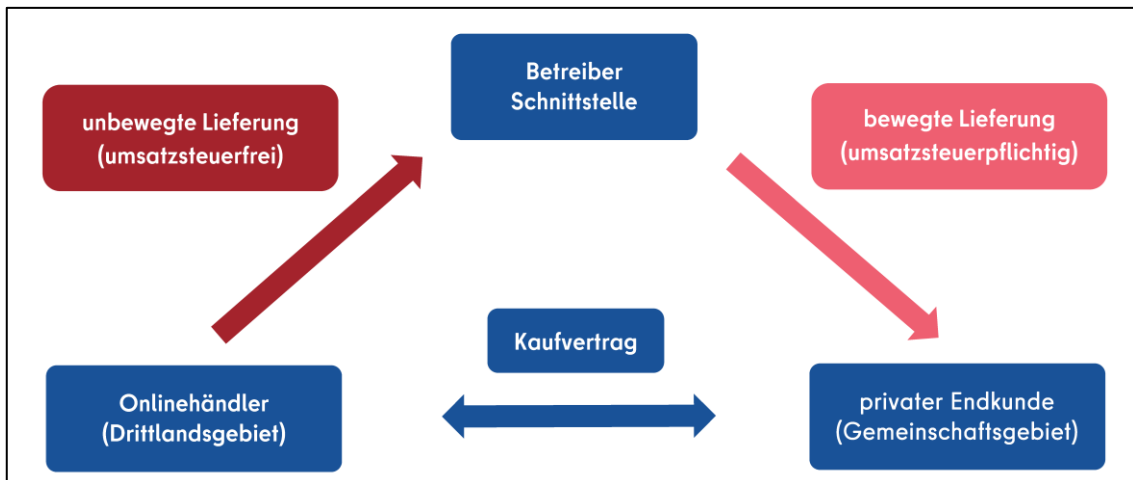 Betreiber
Schnittstelle
unbewegte Lieferung
(umsatzsteuerfrei)
bewegte Lieferung
(umsatzsteuerpflichtig)
Kaufvertrag
Onlinehändler
(Drittlandsgebiet)
privater Endkunde
(Gemeinschaftsgebiet)